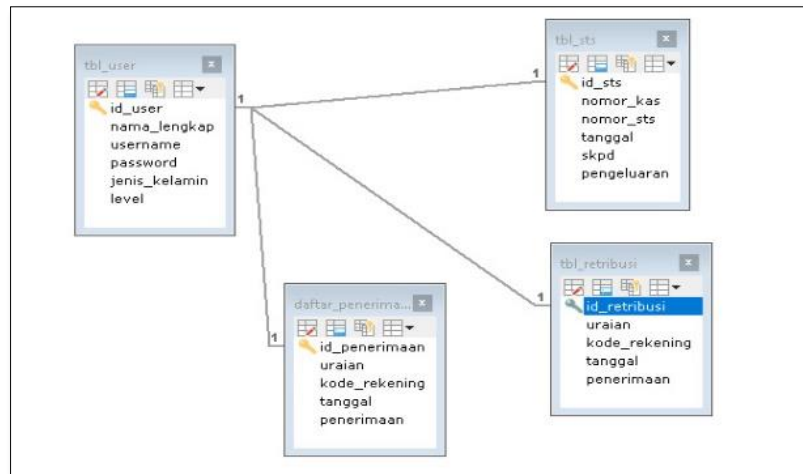 tbl_user
id_user
nama_lengkap
username
password
jenis_kelamin
level
1
tbl_sts
1
id_sts
nomor_kas
nomor_sts
tanggal
skpd
pengeluaran
daftar_penerima...
1
id_penerimaan
uraian
kode_rekening
tanggal
penerimaan
tbl_retribusi
1
id_retribusi
uraian
kode_rekening
tanggal
penerimaan